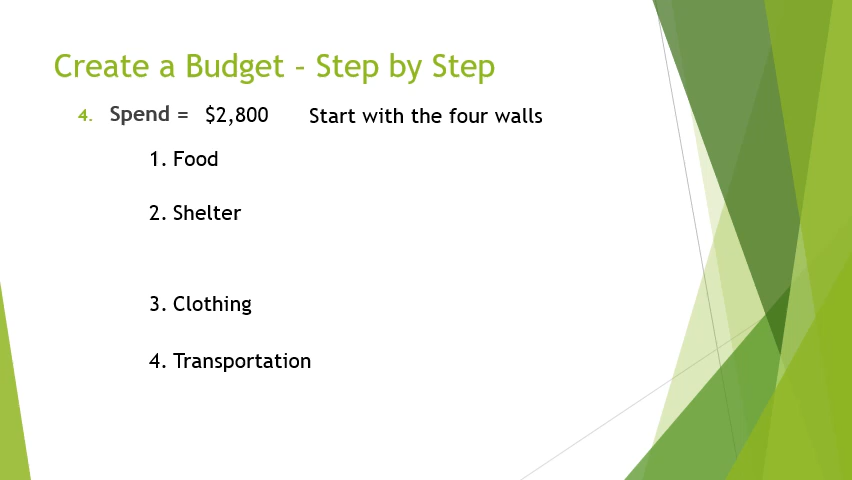 Create a Budget – Step by Step
4. Spend = $2,800 Start with the four walls
1. Food
2. Shelter
3. Clothing
4. Transportation